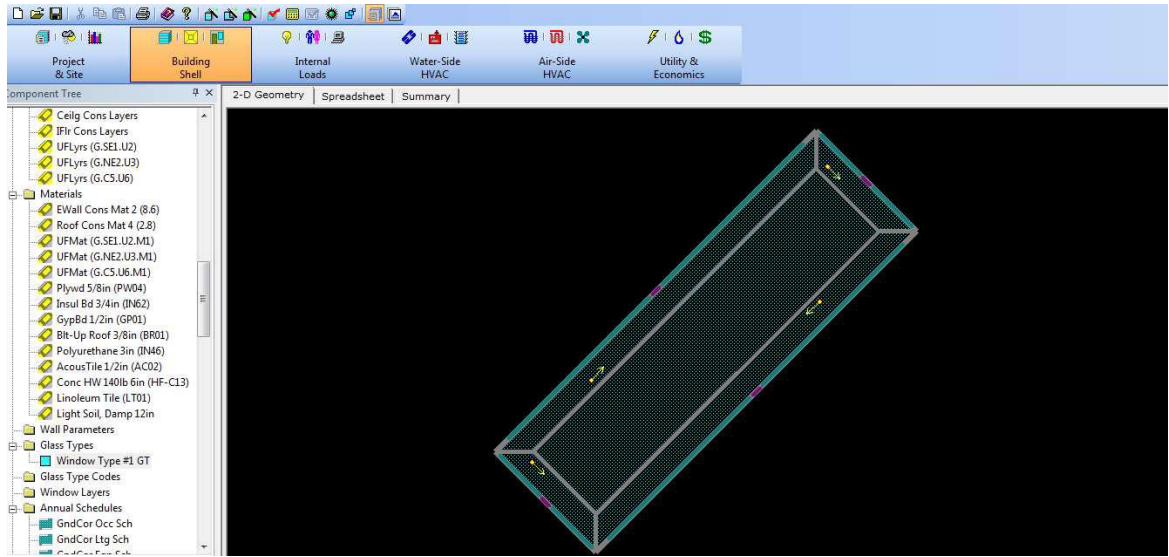 Project & Site
Building Shell
Internal Loads
Water-Side HVAC
Air-Side HVAC
Utility & Economics
Component Tree
2-D Geometry
Spreadsheet
Summary
Ceilg Cons Layers
IFlr Cons Layers
UFLyrs (G.SE1.U2)
UFLyrs (G.NE2.U3)
UFLyrs (G.C5.U6)
Materials
EWall Cons Mat 2 (8.6)
Roof Cons Mat 4 (2.8)
UFMat (G.SE1.U2.M1)
UFMat (G.NE2.U3.M1)
UFMat (G.C5.U6.M1)
Plywd 5/8in (PW04)
Insul Bd 3/4in (IN62)
GypBd 1/2in (GP01)
Blt-Up Roof 3/8in (BR01)
Polyurethane 3in (IN46)
AcousTile 1/2in (AC02)
Conc HW 140lb 6in (HF-C13)
Linoleum Tile (LT01)
Light Soil, Damp 12in
Wall Parameters
Glass Types
Window Type #1 GT
Glass Type Codes
Window Layers
Annual Schedules
GndCor Occ Sch
GndCor Ltg Sch